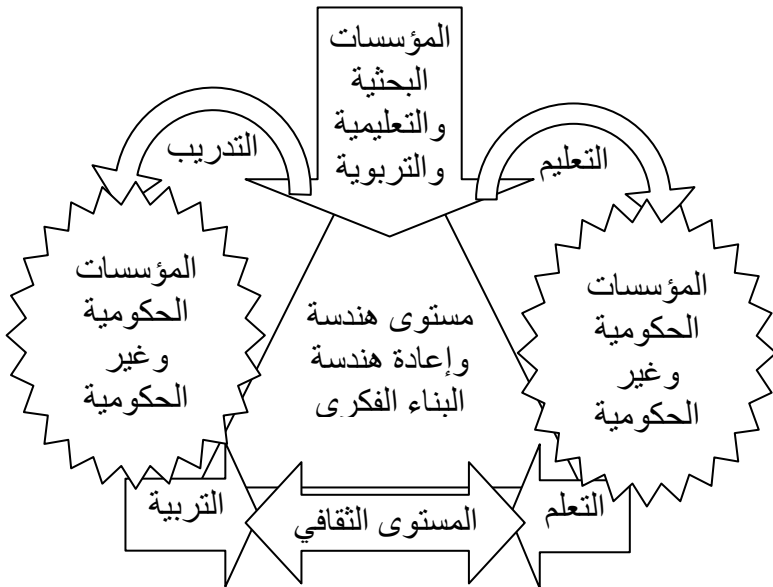 المؤسسات
البحثية
والتعليمية
والتربوية
التعليم
التدريب
المؤسسات
الحكومية
وغير
الحكومية
مستوى هندسة
وإعادة هندسة
البناء الفكري
المؤسسات
الحكومية
وغير
الحكومية
التعلم
المستوى الثقافي
التربية